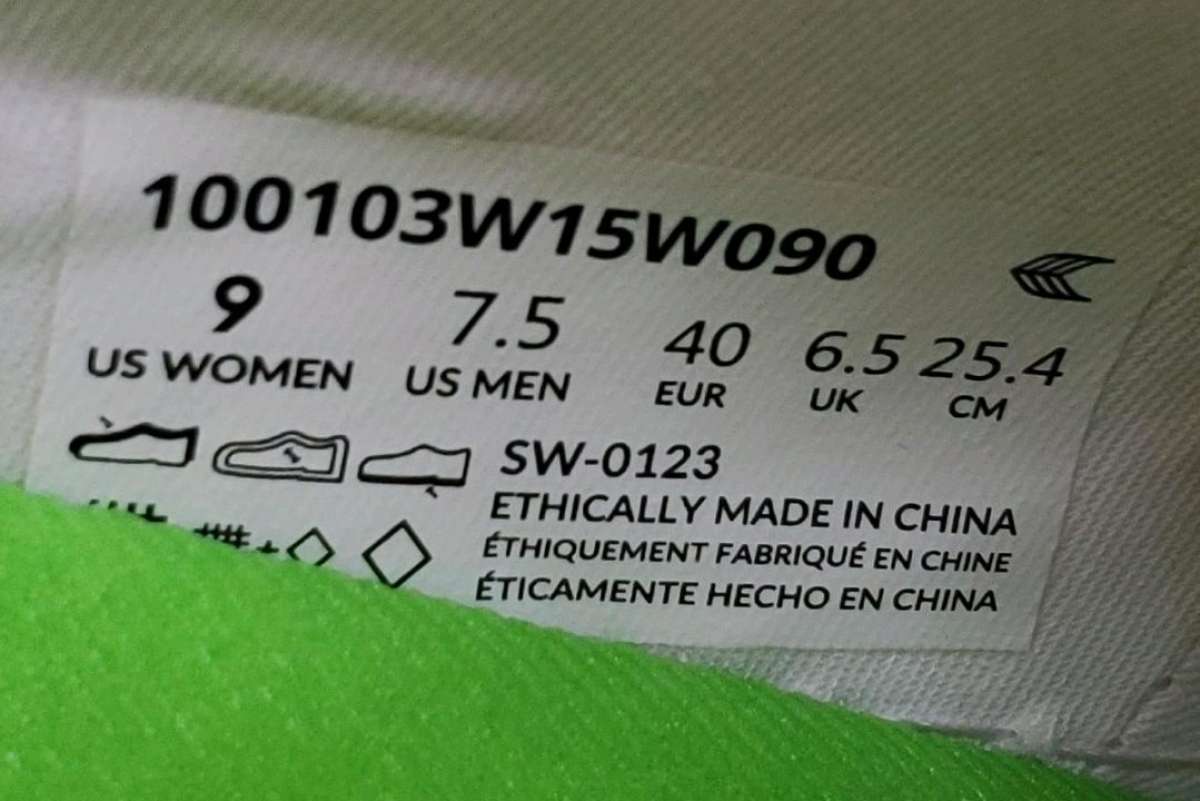 100103W15W090
9 7.5 40 6.5 25.4
US WOMEN US MEN EUR UK CM
SW-0123
ETHICALLY MADE IN CHINA
ÉTHIQUEMENT FABRIQUÉ EN CHINE
ÉTICAMENTE HECHO EN CHINA